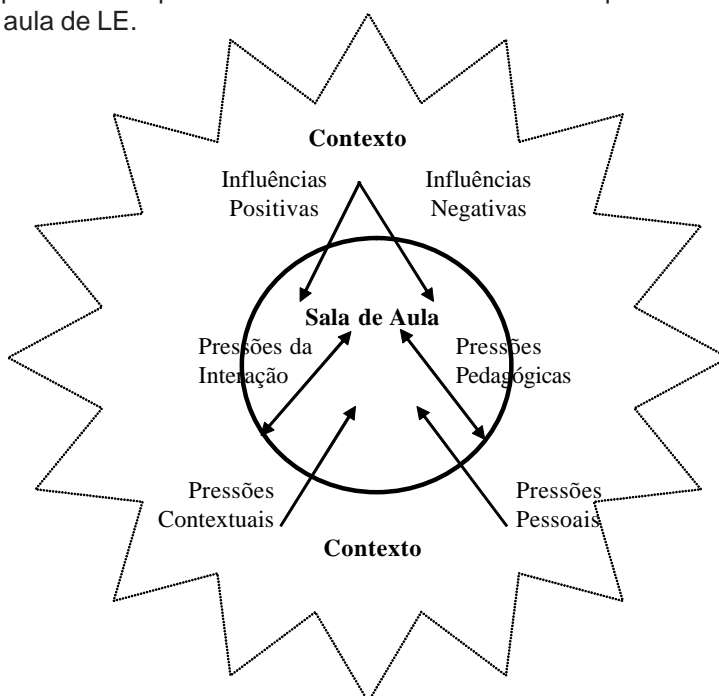 aula de LE.
Contexto
Influências Influências
Positivas Negativas
Sala de Aula
Pressões da Pressões
Interação Pedagógicas
Pressões Pressões
Contextuais Pessoais
Contexto